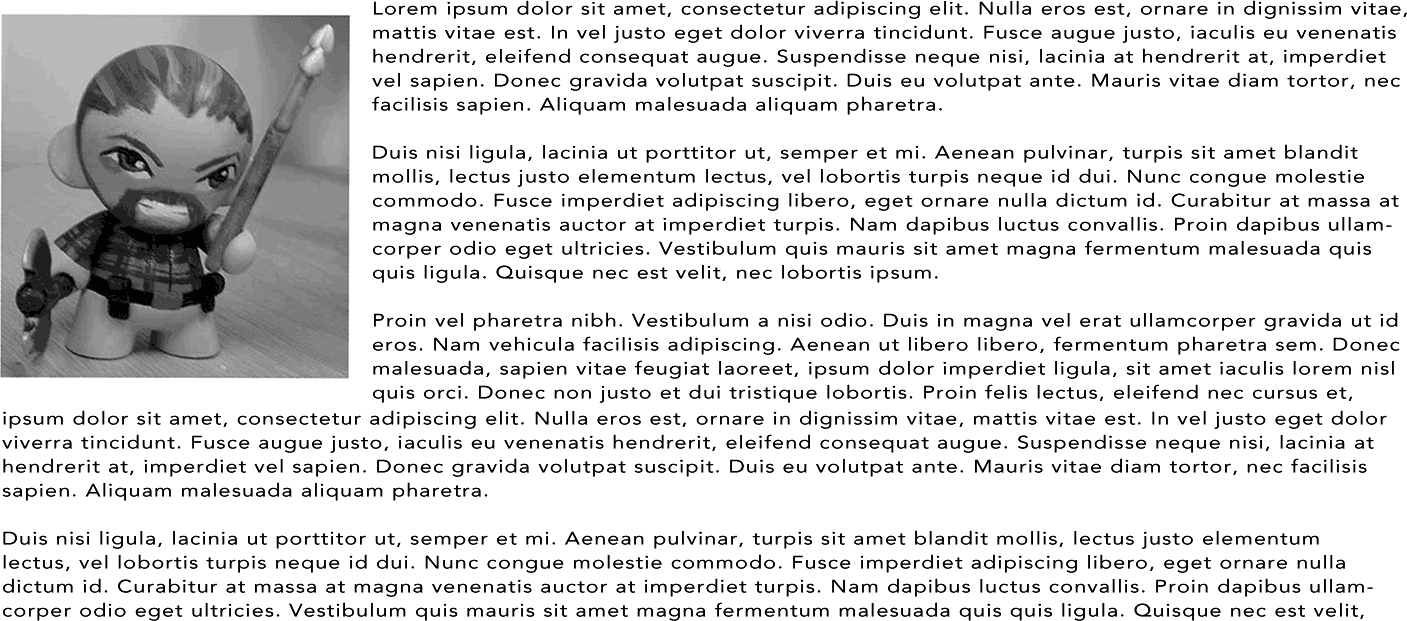 Lorem ipsum dolor sit amet, consectetur adipiscing elit. Nulla eros est, ornare in dignissim vitae,
mattis vitae est. In vel justo eget dolor viverra tincidunt. Fusce augue justo, iaculis eu venenatis
hendrerit, eleifend consequat augue. Suspendisse neque nisi, lacinia at hendrerit at, imperdiet
vel sapien. Donec gravida volutpat suscipit. Duis eu volutpat ante. Mauris vitae diam tortor, nec
facilisis sapien. Aliquam malesuada aliquam pharetra.
Duis nisi ligula, lacinia ut porttitor ut, semper et mi. Aenean pulvinar, turpis sit amet blandit
mollis, lectus justo elementum lectus, vel lobortis turpis neque id dui. Nunc congue molestie
commodo. Fusce imperdiet adipiscing libero, eget ornare nulla dictum id. Curabitur at massa at
magna venenatis auctor at imperdiet turpis. Nam dapibus luctus convallis. Proin dapibus ullam-
corper odio eget ultricies. Vestibulum quis mauris sit amet magna fermentum malesuada quis
quis ligula. Quisque nec est velit, nec lobortis ipsum.
Proin vel pharetra nibh. Vestibulum a nisi odio. Duis in magna vel erat ullamcorper gravida ut id
eros. Nam vehicula facilisis adipiscing. Aenean ut libero libero, fermentum pharetra sem. Donec
malesuada, sapien vitae feugiat laoreet, ipsum dolor imperdiet ligula, sit amet iaculis lorem nisl
quis orci. Donec non justo et dui tristique lobortis. Proin felis lectus, eleifend nec cursus et,
ipsum dolor sit amet, consectetur adipiscing elit. Nulla eros est, ornare in dignissim vitae, mattis vitae est. In vel justo eget dolor
viverra tincidunt. Fusce augue justo, iaculis eu venenatis hendrerit, eleifend consequat augue. Suspendisse neque nisi, lacinia at
hendrerit at, imperdiet vel sapien. Donec gravida volutpat suscipit. Duis eu volutpat ante. Mauris vitae diam tortor, nec facilisis
sapien. Aliquam malesuada aliquam pharetra.
Duis nisi ligula, lacinia ut porttitor ut, semper et mi. Aenean pulvinar, turpis sit amet blandit mollis, lectus justo elementum
lectus, vel lobortis turpis neque id dui. Nunc congue molestie commodo. Fusce imperdiet adipiscing libero, eget ornare nulla
dictum id. Curabitur at massa at magna venenatis auctor at imperdiet turpis. Nam dapibus luctus convallis. Proin dapibus ullam-
corper odio eget ultricies. Vestibulum quis mauris sit amet magna fermentum malesuada quis quis ligula. Quisque nec est velit,